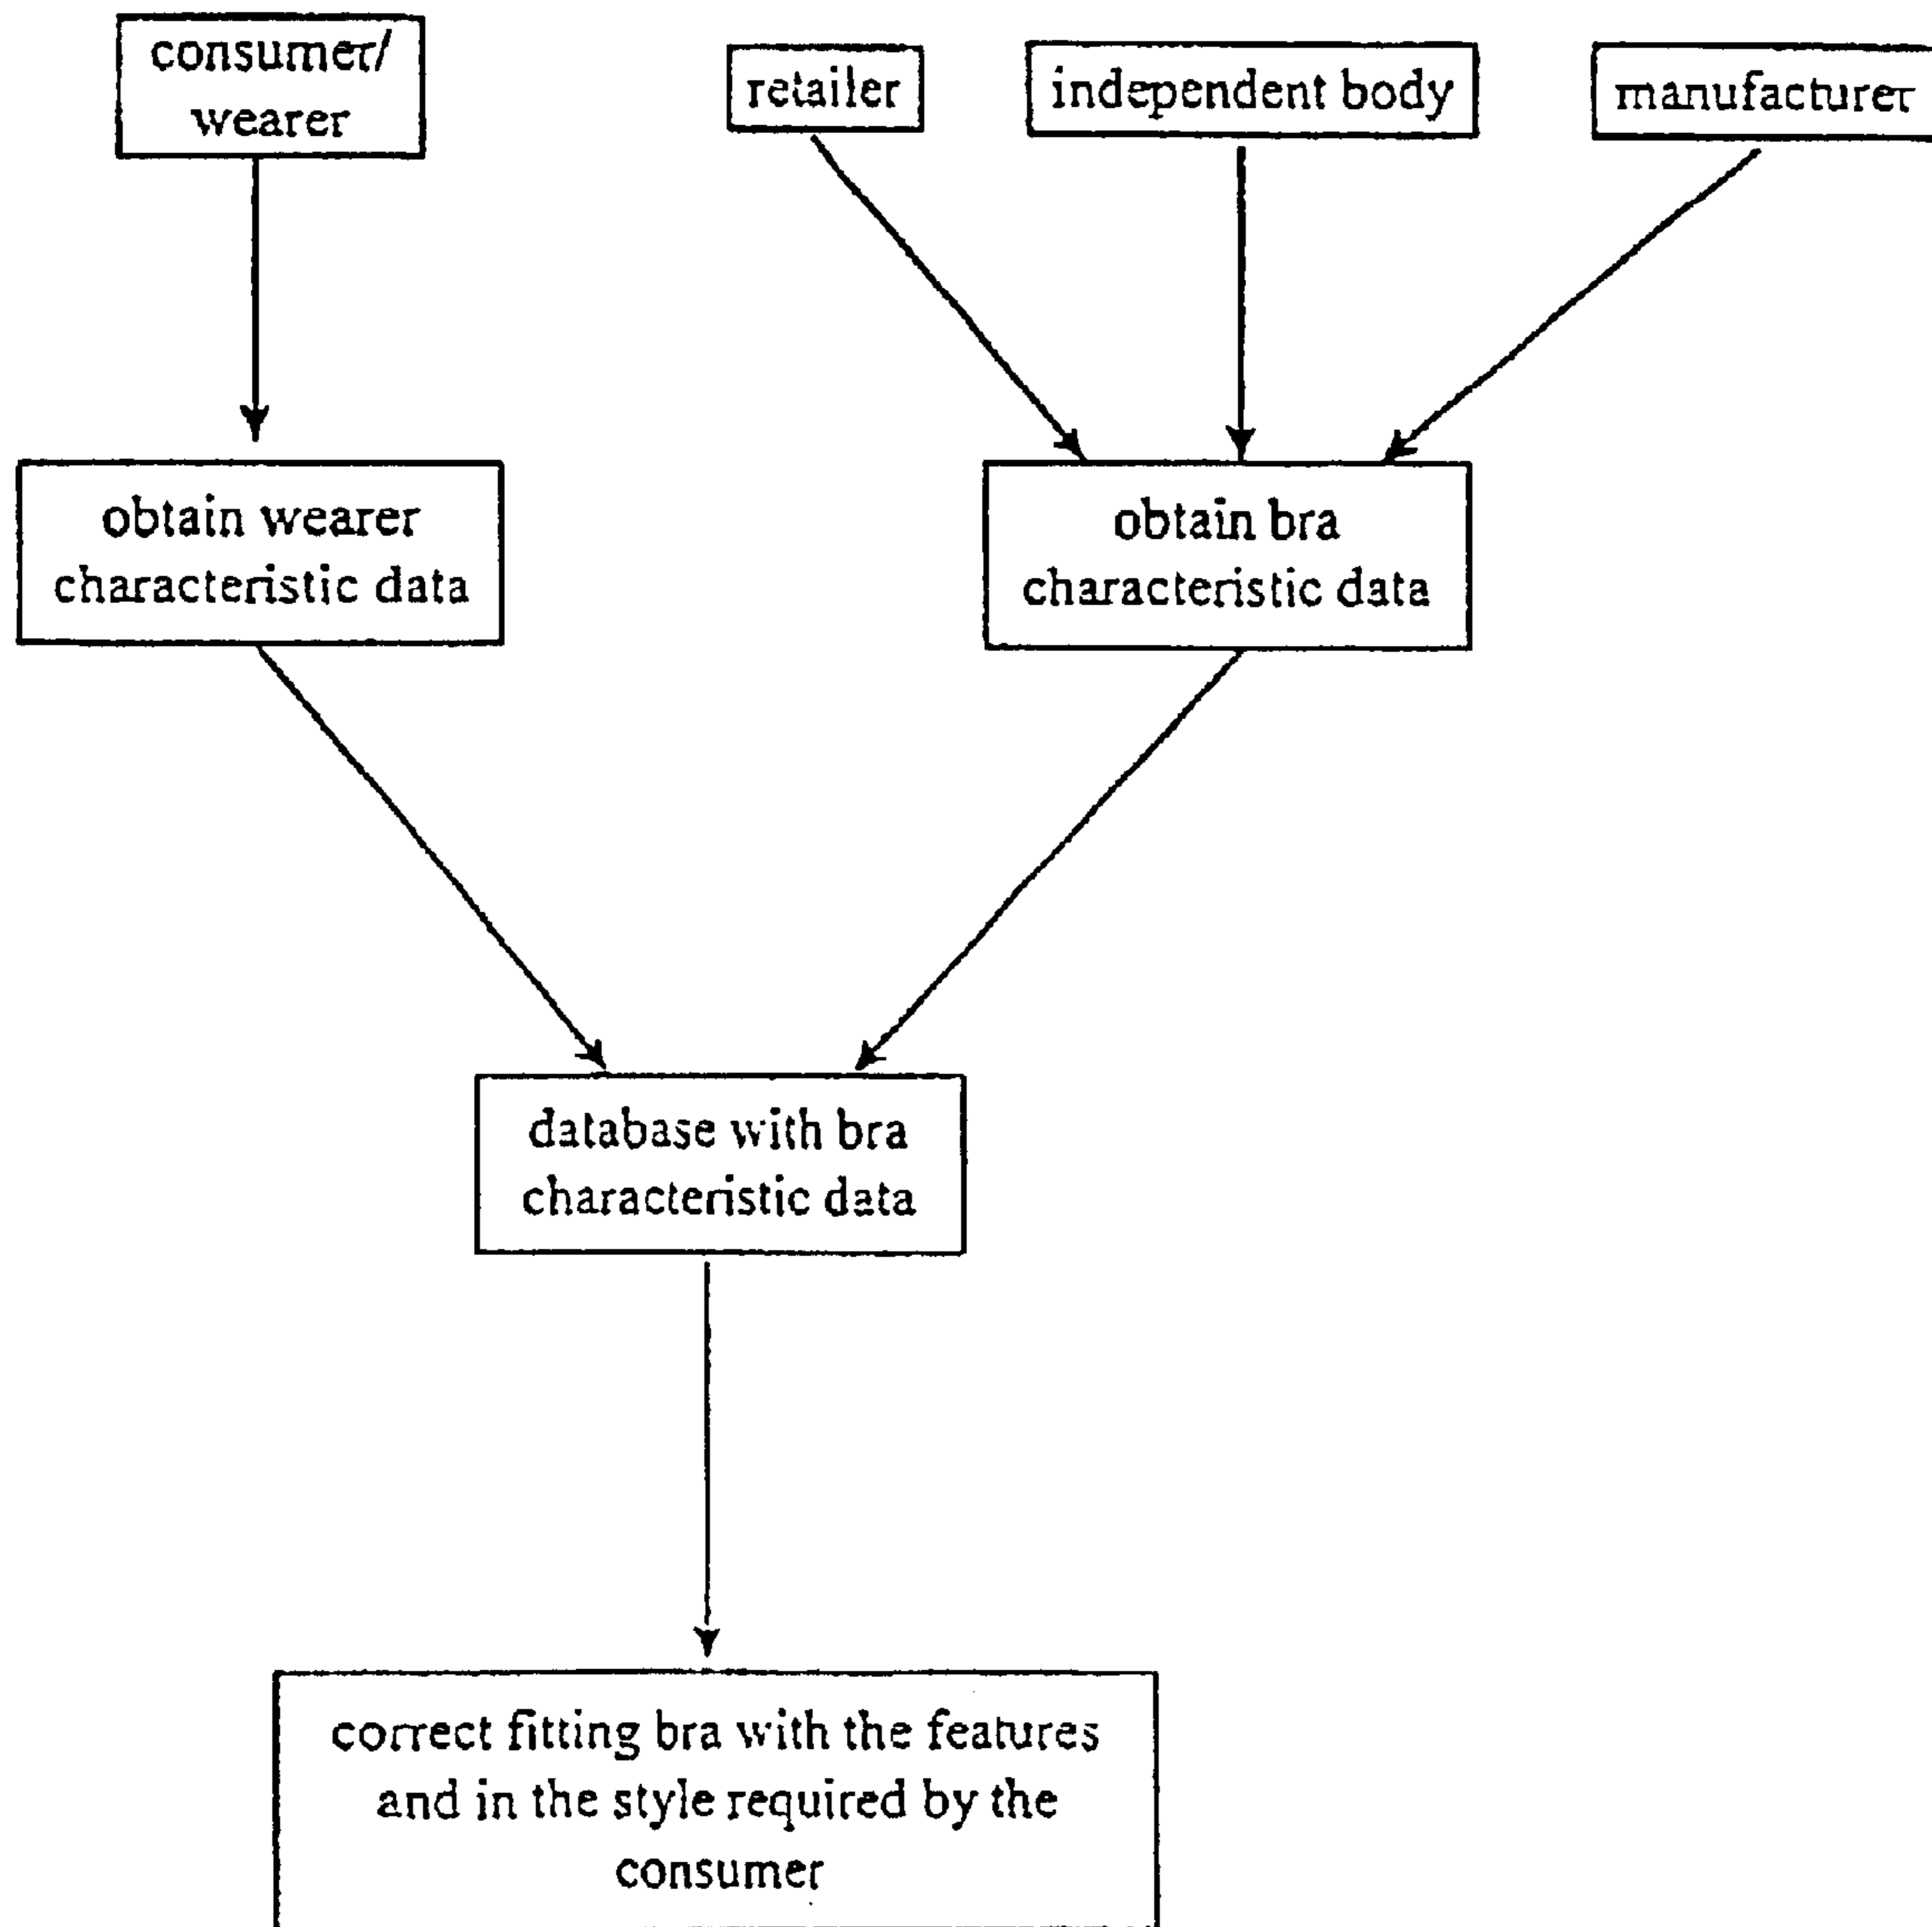 consumer/
wearer
retailer
independent body
manufacturer
obtain wearer
characteristic data
obtain bra
characteristic data
database with bra
characteristic data
correct fitting bra with the features
and in the style required by the
consumer